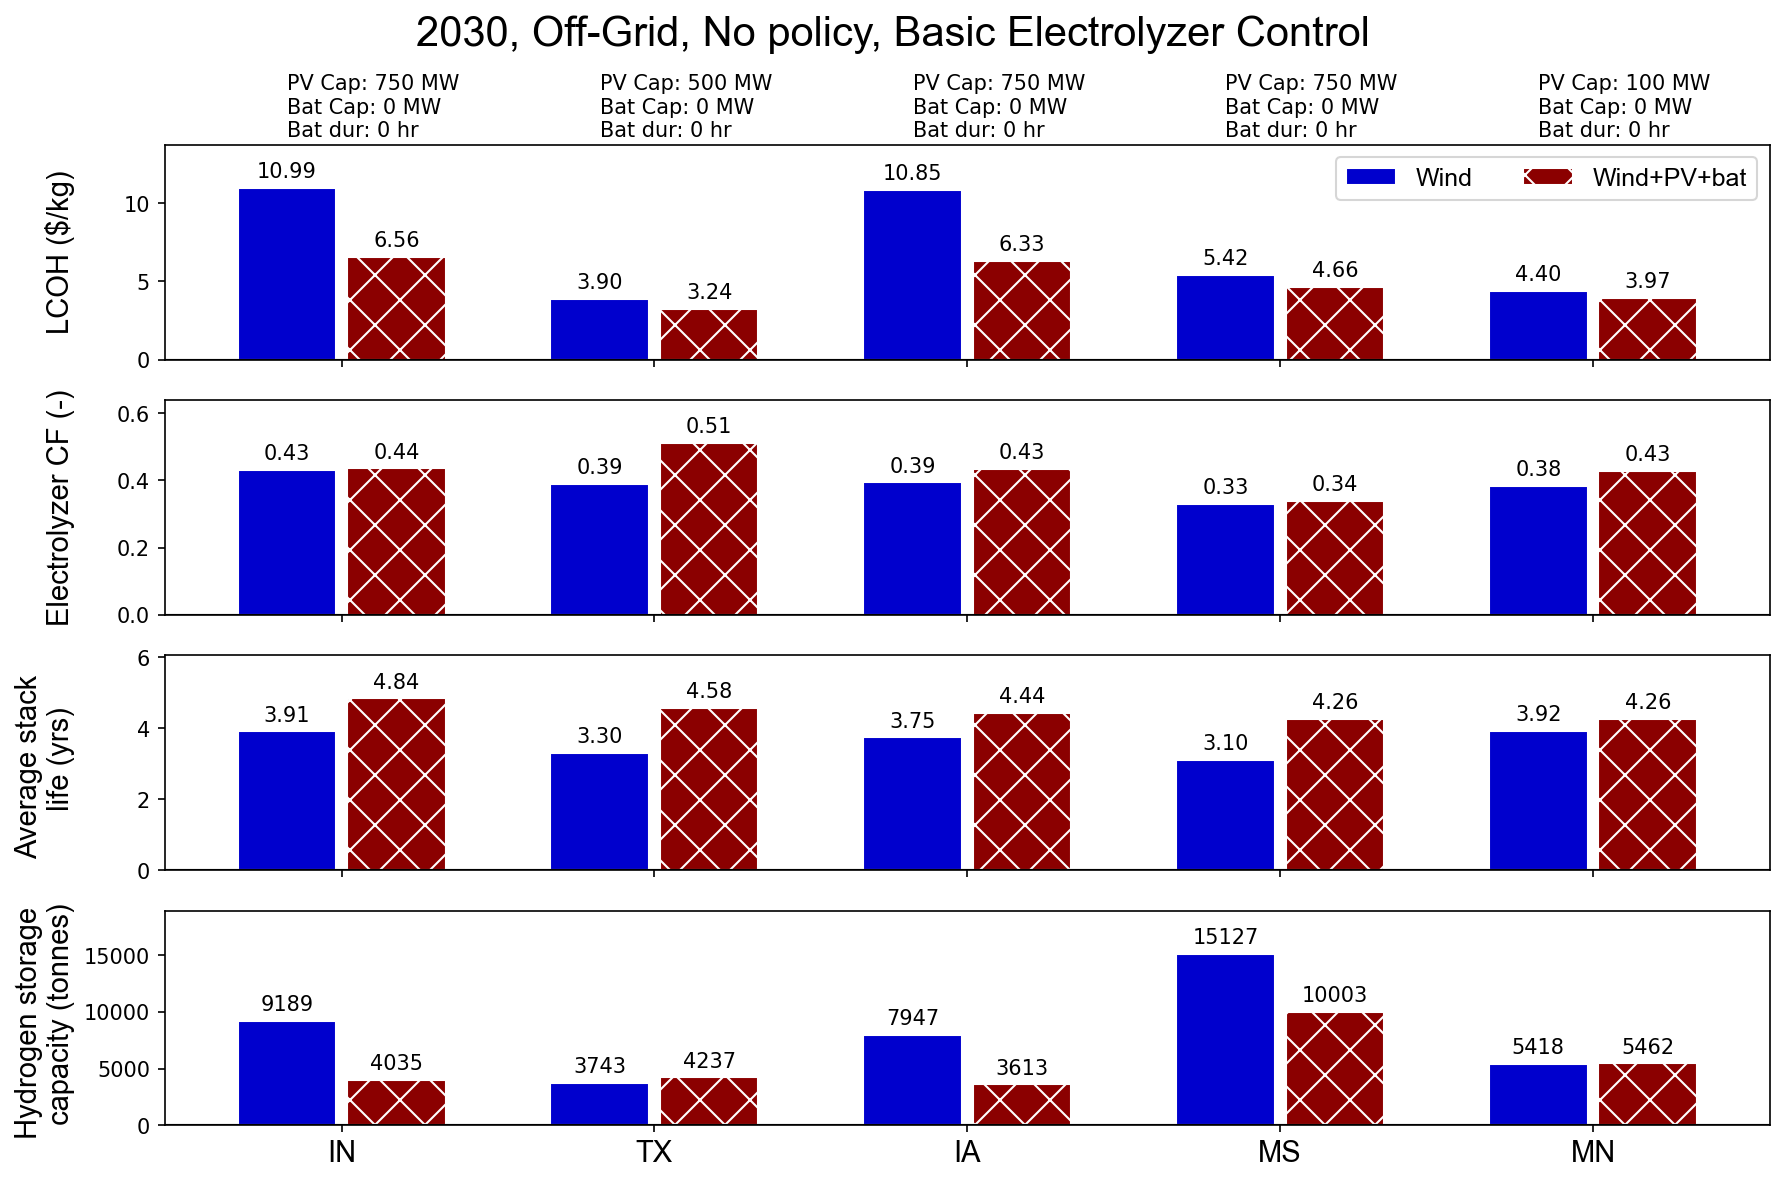 2030, Off-Grid, No policy, Basic Electrolyzer Control
PV Cap: 750 MW
Bat Cap: 0 MW
Bat dur: 0 hr
PV Cap: 500 MW
Bat Cap: 0 MW
Bat dur: 0 hr
PV Cap: 750 MW
Bat Cap: 0 MW
Bat dur: 0 hr
PV Cap: 750 MW
Bat Cap: 0 MW
Bat dur: 0 hr
PV Cap: 100 MW
Bat Cap: 0 MW
Bat dur: 0 hr
Wind
Wind+PV+bat
LCOH ($/kg)
10
5
0
10.99
6.56
3.90
3.24
10.85
6.33
5.42
4.66
4.40
3.97
Electrolyzer CF (-)
0.6
0.4
0.2
0.0
0.43
0.44
0.39
0.51
0.39
0.43
0.33
0.34
0.38
0.43
Average stack
life (yrs)
6
4
2
0
3.91
4.84
3.30
4.58
3.75
4.44
3.10
4.26
3.92
4.26
Hydrogen storage
capacity (tonnes)
15000
10000
5000
0
9189
4035
3743
4237
7947
3613
15127
10003
5418
5462
IN
TX
IA
MS
MN